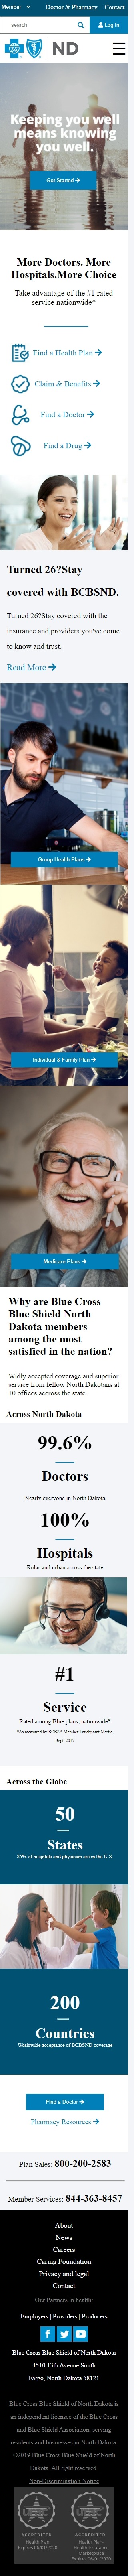 Member
Doctor & Pharmacy Contact
search
Log In
ND
Keeping you well
means knowing
you well.
Get Started
More Doctors. More
Hospitals.More Choice
Take advantage of the #1 rated
service nationwide*
Find a Health Plan
Claim & Benefits
Find a Doctor
Find a Drug
Turned 26?Stay
covered with BCBSND.
Turned 26?Stay covered with the
insurance and providers you've come
to know and trust.
Read More
Group Health Plans
Individual & Family Plan
Medicare Plans
Why are Blue Cross
Blue Shield North
Dakota members
among the most
satisfied in the nation?
Widly accepted coverage and superior
service from fellow North Dakotans at
10 offices accross the state.
Across North Dakota
99.6%
Doctors
Nearly everyone in North Dakota
100%
Hospitals
Rular and urban across the state
#1
Service
Rated among Blue plans, nationwide*
*As measured by BCBSA Member Touchpoint Metric,
Sept. 2017
Across the Globe
50
States
85% of hospitals and physician are in the U.S.
200
Countries
Worldwide acceptance of BCBSND coverage
Find a Doctor
Pharmacy Resources
Plan Sales: 800-200-2583
Member Services: 844-363-8457
About
News
Careers
Caring Foundation
Privacy and legal
Contact
Our Partners in health:
Employers | Providers | Producers
Blue Cross Blue Shield of North Dakota
4510 13th Avenue South
Fargo, North Dakota 58121
Blue Cross Blue Shield of North Dakota is
an independent licensee of the Blue Cross
and Blue Shield Association, serving
residents and businesses in North Dakota.
©2019 Blue Cross Blue Shield of North
Dakota. All right reserved.
Non-Discrumanation Notice
ACCREDITED ACCREDITED
Health Plan
Expires 06/01/2020
Health Plan
Health Insurance
Marketplace
Expires 06/01/2020